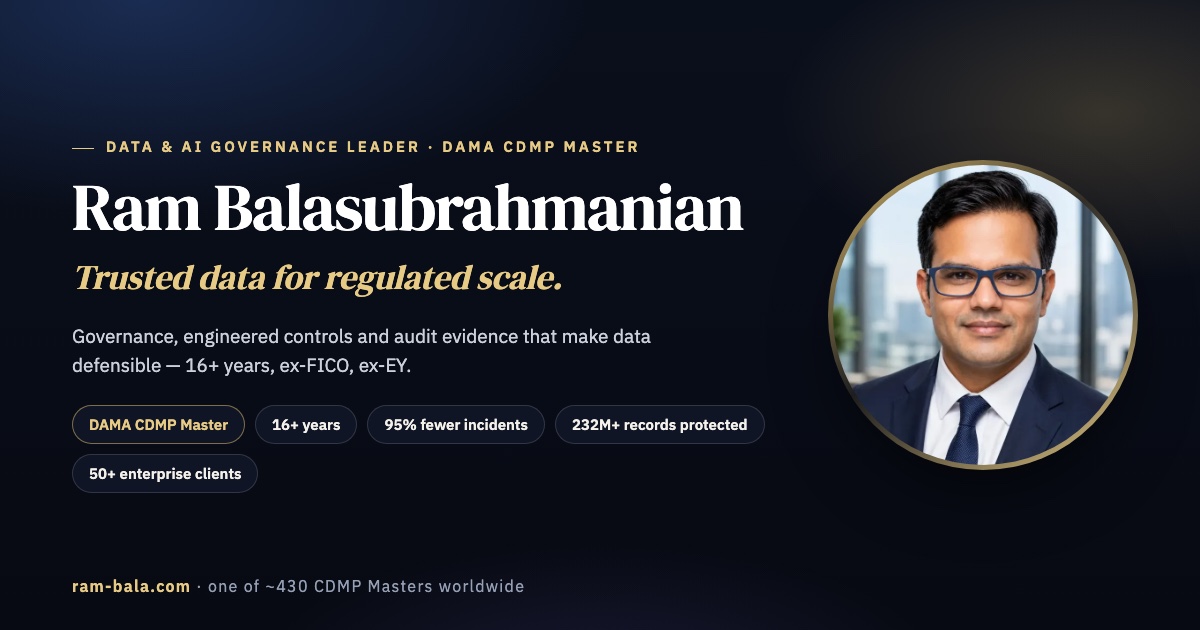 DATA & AI GOVERNANCE LEADER · DAMA CDMP MASTER
Ram Balasubrahmanian
Trusted data for regulated scale.
Governance, engineered controls and audit evidence that make data
defensible — 16+ years, ex-FICO, ex-EY.
DAMA CDMP Master 16+ years 95% fewer incidents 232M+ records protected
50+ enterprise clients
ram-bala.com · one of ~430 CDMP Masters worldwide